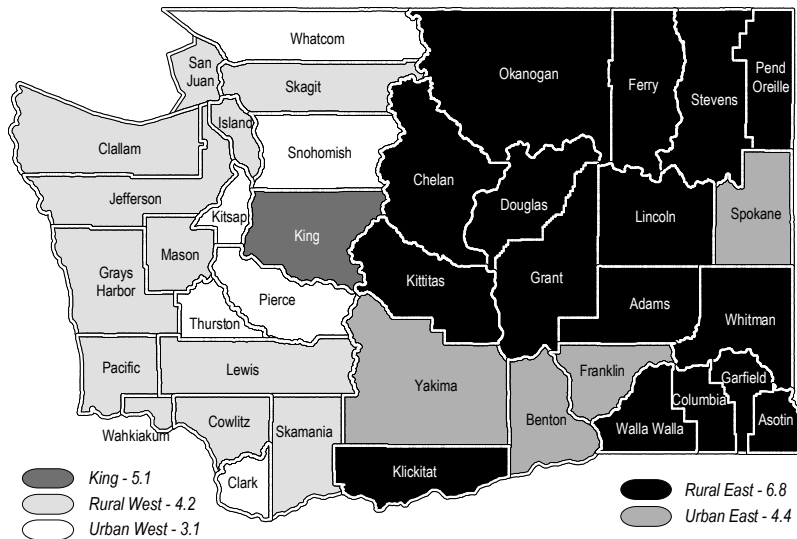 Whatcom
San
Juan
Skagit
Okanogan
Ferry
Stevens
Pend
Oreille
Island
Clallam
Snohomish
Chelan
Douglas
Jefferson
Kitsap
King
Lincoln
Spokane
Mason
Grays
Harbor
Kittitas
Grant
Pierce
Thurston
Adams
Whitman
Pacific
Lewis
Yakima
Franklin
Garfield
Columbia
Asotin
Benton
Walla Walla
Wahkiakum
Cowlitz
Skamania
Klickitat
Clark
King - 5.1
Rural West - 4.2
Urban West - 3.1
Rural East - 6.8
Urban East - 4.4